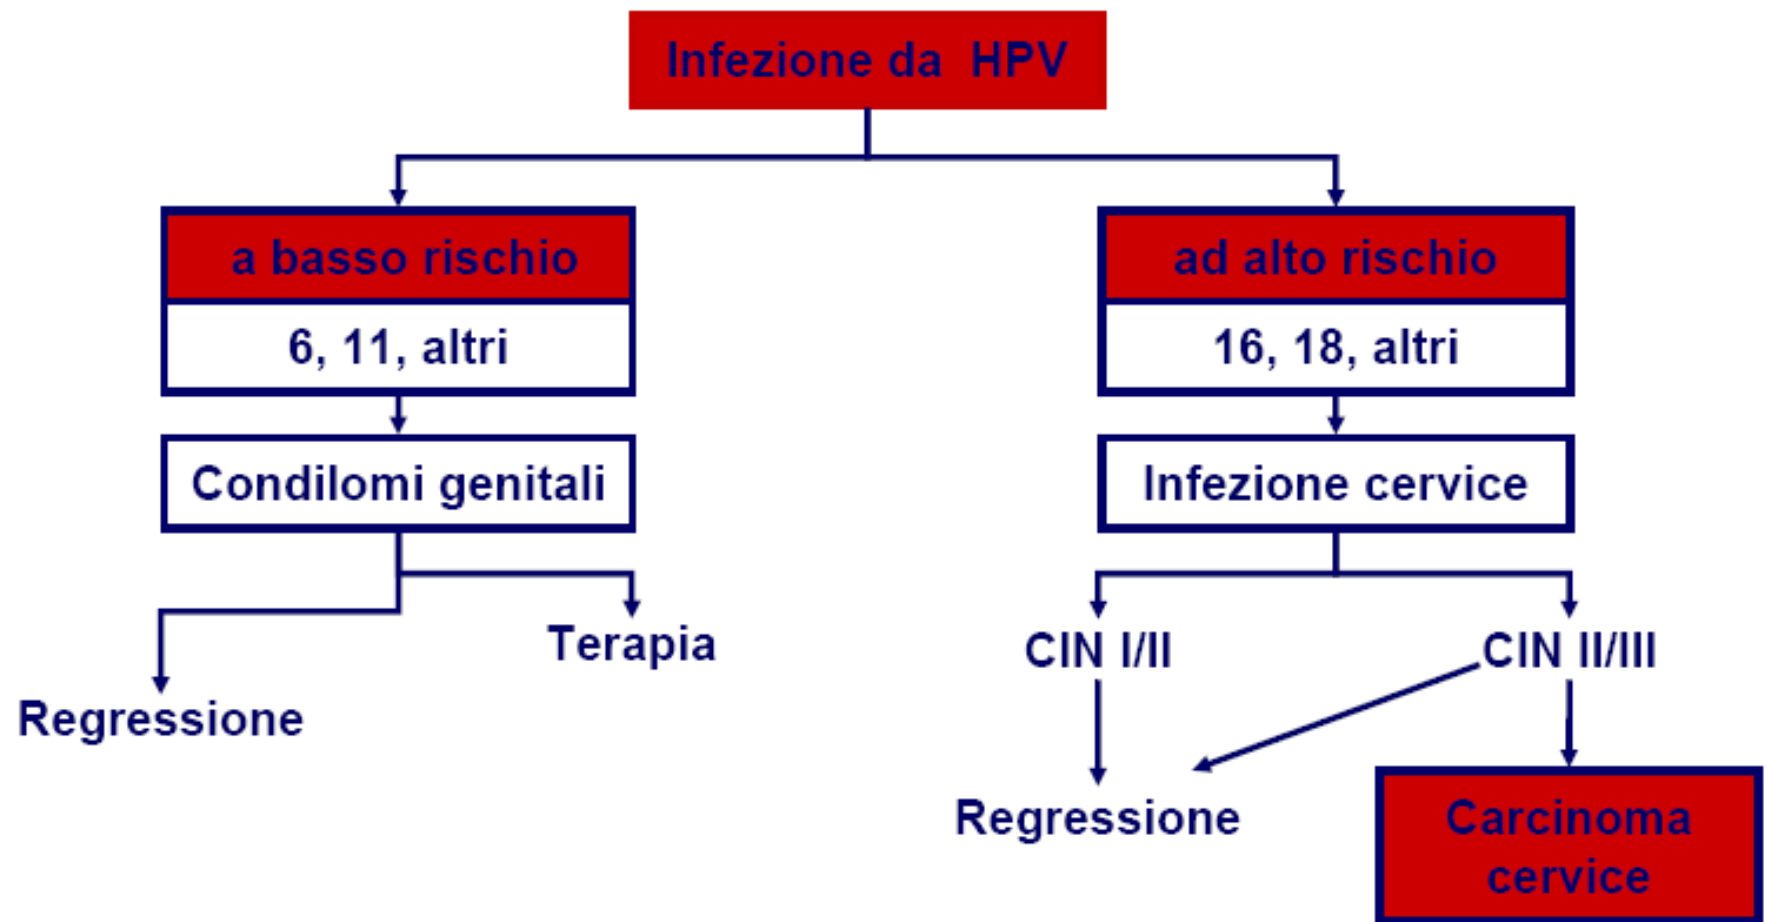 Infezione da HPV
a basso rischio
6, 11, altri
Condilomi genitali
Regressione
Terapia
ad alto rischio
16, 18, altri
Infezione cervice
CIN I/II
CIN II/III
Regressione
Carcinoma
cervice